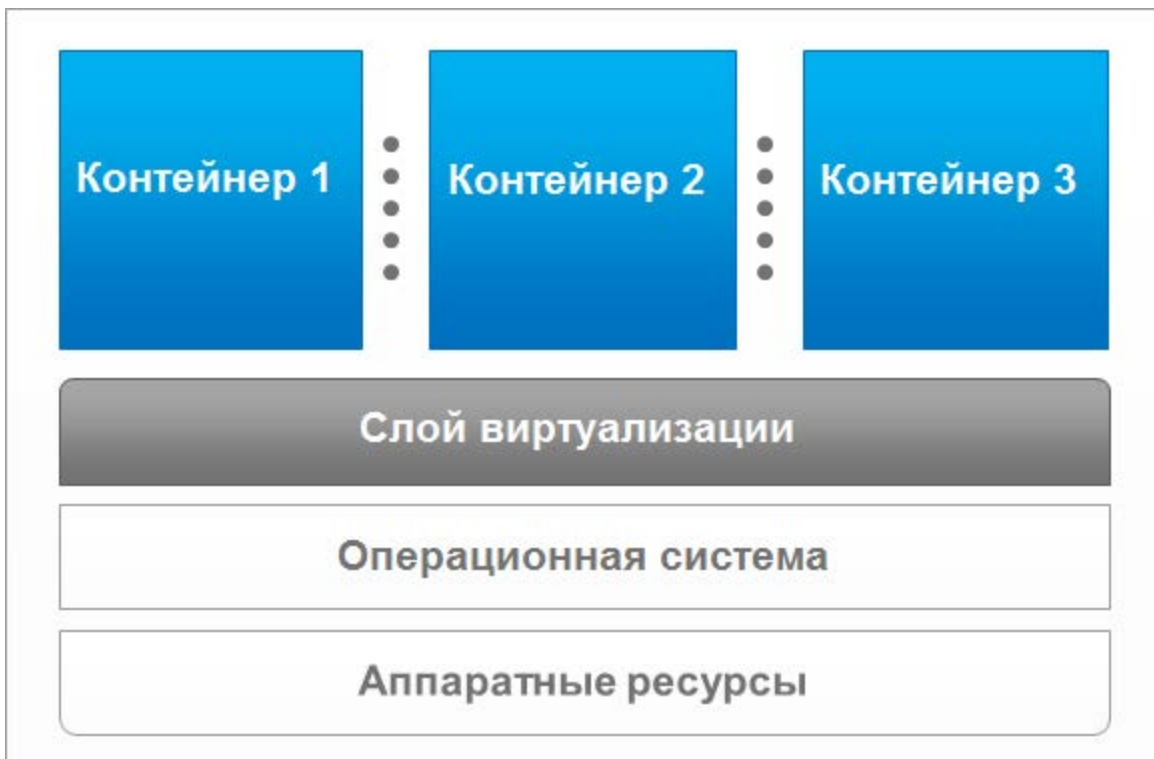 Контейнер 1
Контейнер 2
Контейнер 3
Слой виртуализации
Операционная система
Аппаратные ресурсы